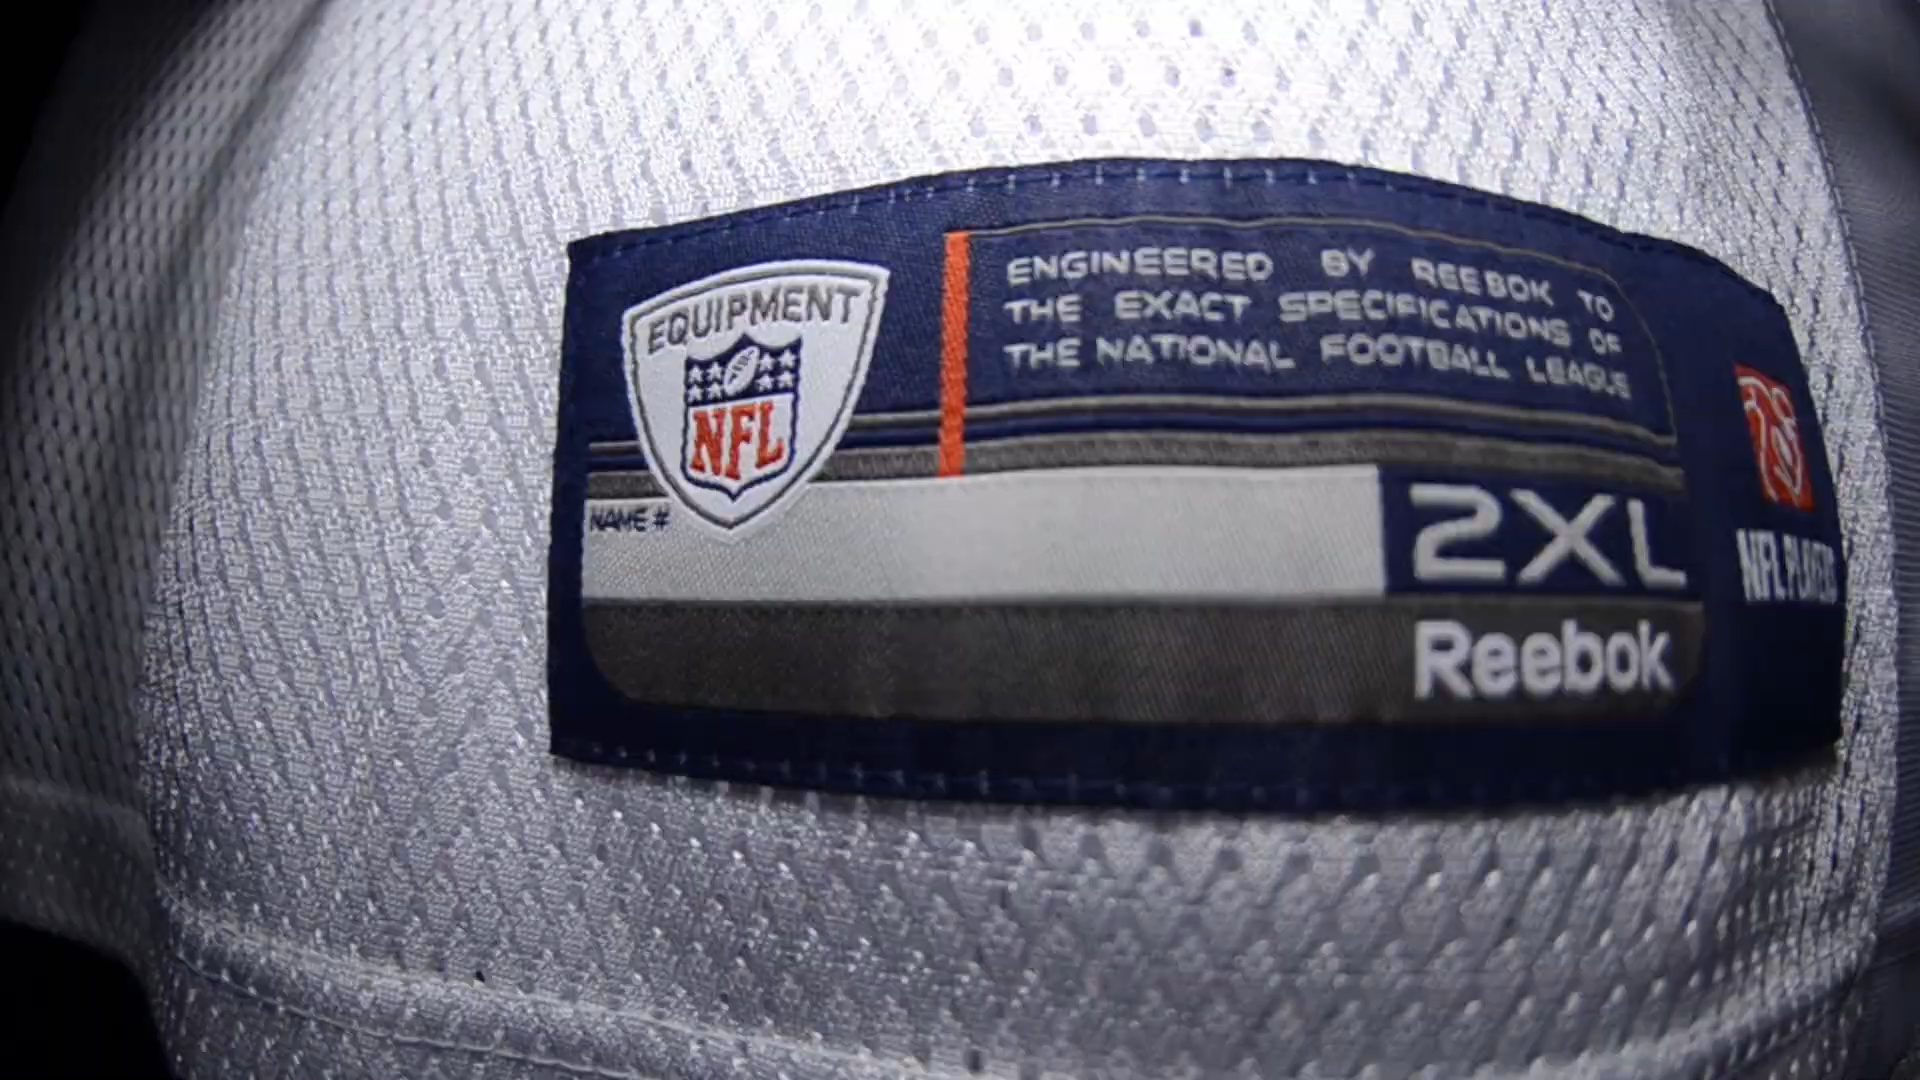 EQUIPMENT
NFL
ENGINEERED BY REEBOK TO
THE EXACT SPECIFICATIONS OF
THE NATIONAL FOOTBALL LEAGUE
NAME #
2XL
Reebok
NFL PLAYERS